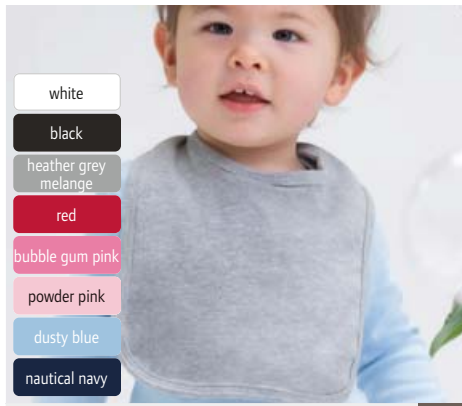 white
black
heather grey
melange
red
bubble gum pink
powder pink
dusty blue
nautical navy